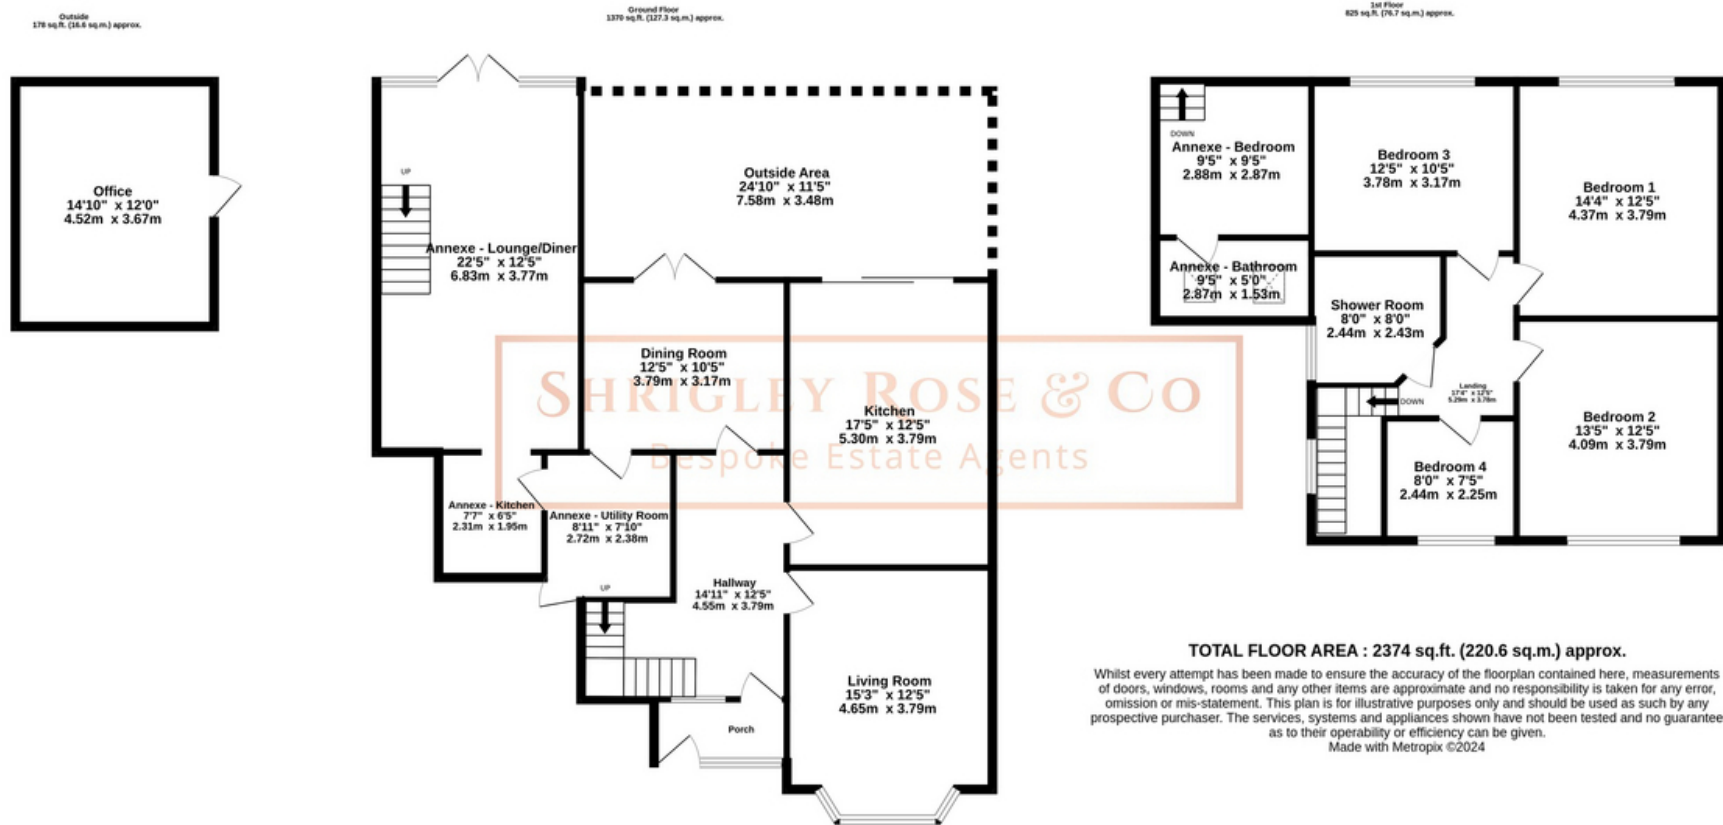 Outside
178 sq.ft. (16.6 sq.m.) approx.
Office
14'10" x 12'0"
4.52m x 3.67m
Ground Floor
1370 sq.ft. (127.3 sq.m.) approx.
UP
Annexe - Lounge/Diner
22'5" x 12'5"
6.83m x 3.77m
Outside Area
24'10" x 11'5"
7.58m x 3.48m
Dining Room
12'5" x 10'5"
3.79m x 3.17m
Kitchen
17'5" x 12'5"
5.30m x 3.79m
Annexe - Kitchen
7'7" x 6'5"
2.31m x 1.95m
Annexe - Utility Room
8'11" x 7'10"
2.72m x 2.38m
UP
Hallway
14'11" x 12'5"
4.55m x 3.79m
Living Room
15'3" x 12'5"
4.65m x 3.79m
Porch
SHRIGLEY ROSE & CO
Bespoke Estate Agents
1st Floor
825 sq.ft. (76.7 sq.m.) approx.
DOWN
Annexe - Bedroom
9'5" x 9'5"
2.88m x 2.87m
Bedroom 3
12'5" x 10'5"
3.78m x 3.17m
Bedroom 1
14'4" x 12'5"
4.37m x 3.79m
Annexe - Bathroom
9'5" x 5'0"
2.87m x 1.53m
Shower Room
8'0" x 8'0"
2.44m x 2.43m
Landing
17'4" x 12'5"
5.29m x 3.78m
DOWN
Bedroom 2
13'5" x 12'5"
4.09m x 3.79m
Bedroom 4
8'0" x 7'5"
2.44m x 2.25m
TOTAL FLOOR AREA : 2374 sq.ft. (220.6 sq.m.) approx.
Whilst every attempt has been made to ensure the accuracy of the floorplan contained here, measurements
of doors, windows, rooms and any other items are approximate and no responsibility is taken for any error,
omission or mis-statement. This plan is for illustrative purposes only and should be used as such by any
prospective purchaser. The services, systems and appliances shown have not been tested and no guarantee
as to their operability or efficiency can be given.
Made with Metropix ©2024